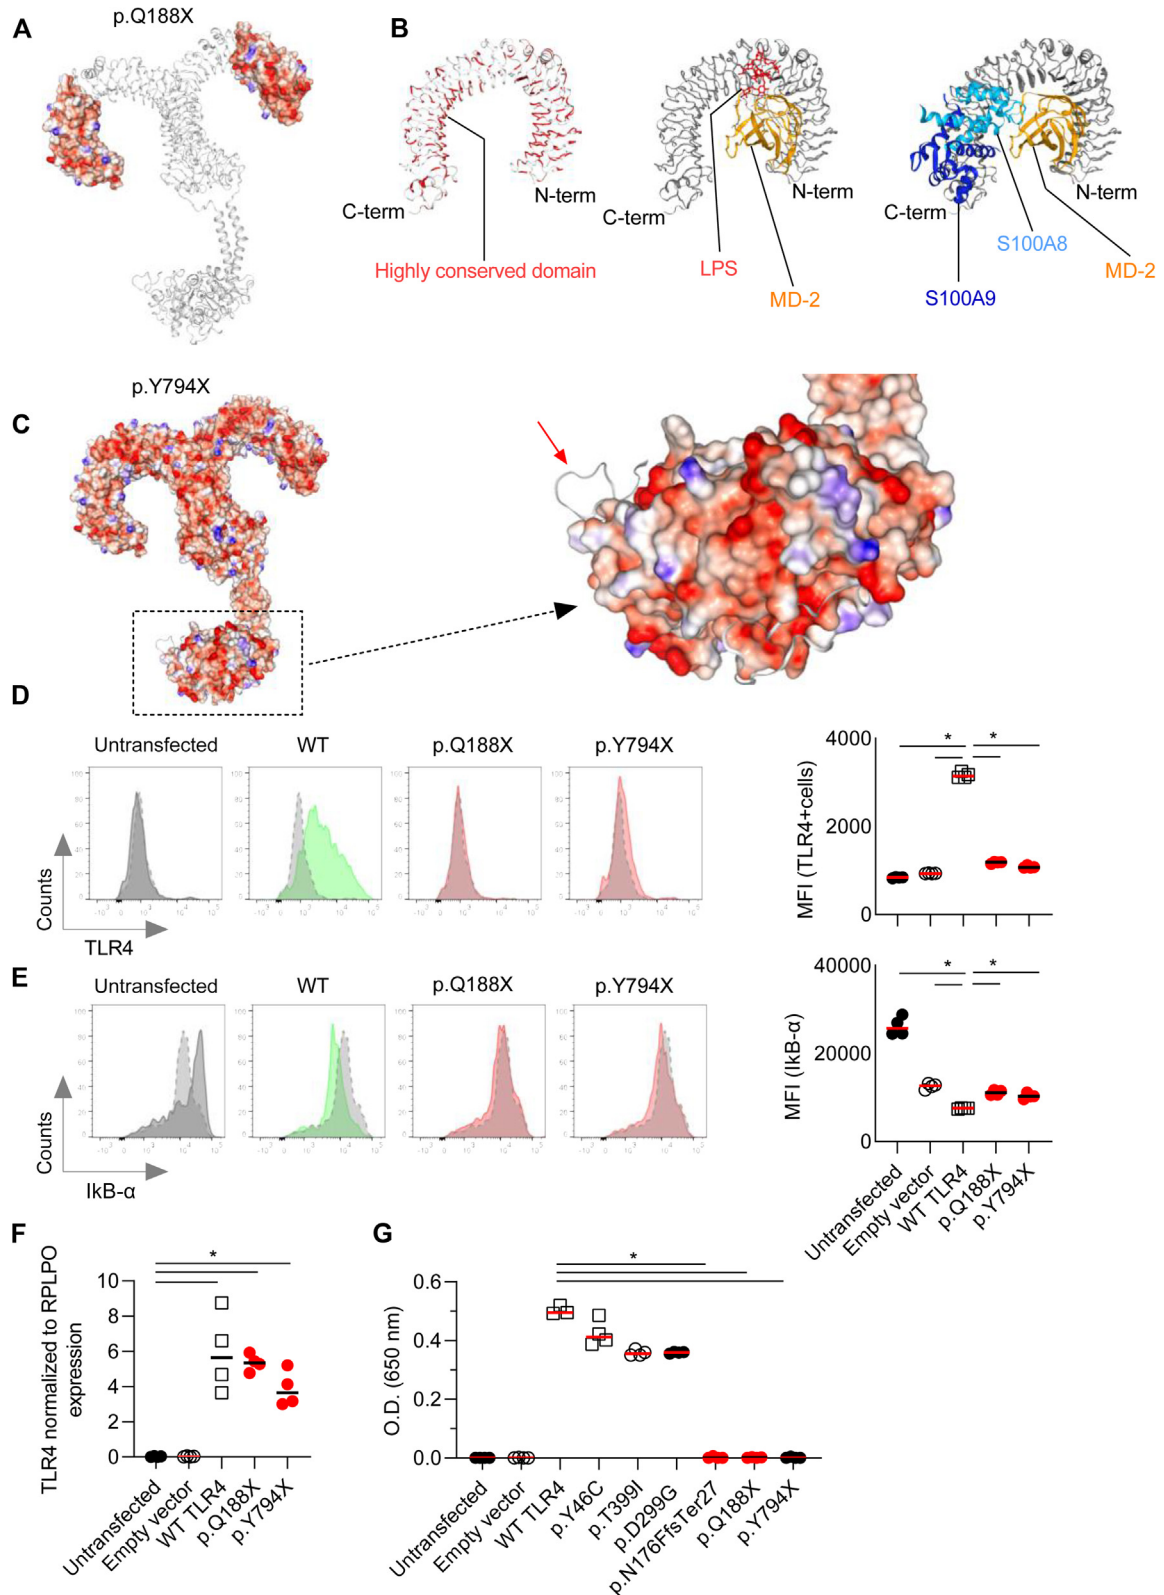 A
p.Q188X
B
C-term
N-term
Highly conserved domain
C-term
N-term
LPS
MD-2
C-term
N-term
S100A8
S100A9
MD-2
C
p.Y794X
D
Untransfected
WT
p.Q188X
p.Y794X
Counts
TLR4
MFI (TLR4+cells)
4000
2000
0
*
*
E
Untransfected
WT
p.Q188X
p.Y794X
Counts
IkB-α
MFI (IkB-α)
40000
20000
0
*
*
Untransfected
Empty vector
WT TLR4
p.Q188X
p.Y794X
F
TLR4 normalized to RPLPO
expression
*
10
8
6
4
2
0
Untransfected
Empty vector
WT TLR4
p.Q188X
p.Y794X
G
O.D. (650 nm)
*
0.6
0.4
0.2
0.0
Untransfected
Empty vector
WT TLR4
p.Y46C
p.T399I
p.D299G
p.N176FfsTer27
p.Q188X
p.Y794X